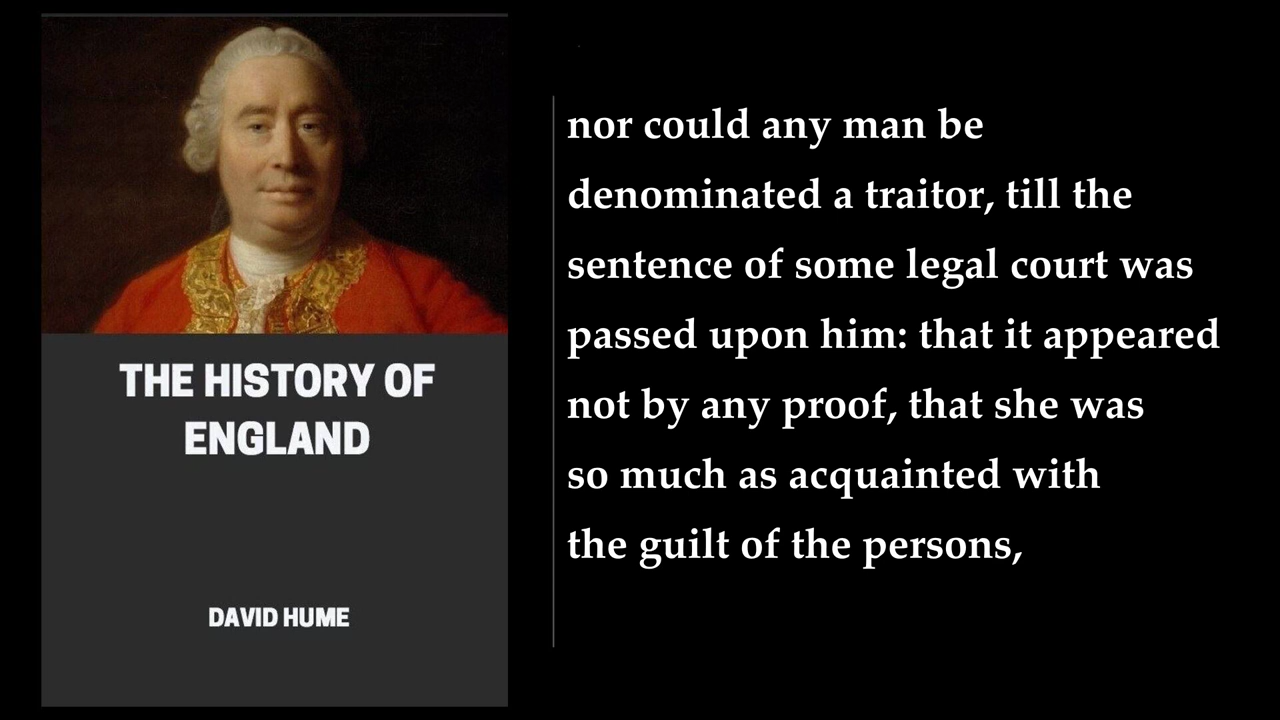 THE HISTORY OF
ENGLAND
DAVID HUME
nor could any man be
denominated a traitor, till the
sentence of some legal court was
passed upon him: that it appeared
not by any proof, that she was
so much as acquainted with
the guilt of the persons,